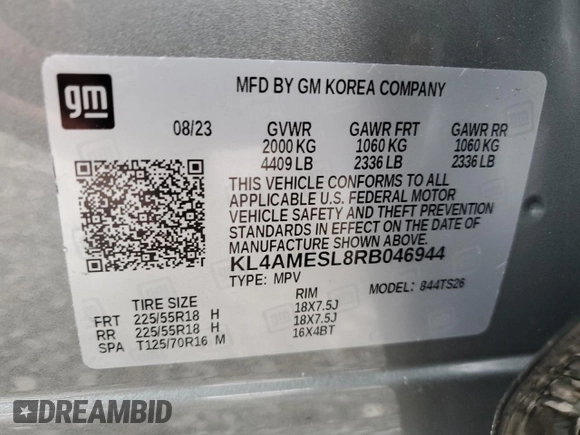 gm
MFD BY GM KOREA COMPANY
08/23 GVWR GAWR FRT GAWR RR
2000 KG 1060 KG 1060 KG
4409 LB 2336 LB 2336 LB
THIS VEHICLE CONFORMS TO ALL
APPLICABLE U.S. FEDERAL MOTOR
VEHICLE SAFETY AND THEFT PREVENTION
STANDARDS IN EFFECT ON THE DATE OF
MANUFACTURE SHOWN ABOVE.
KL4AMESL8RB046944
TYPE: MPV MODEL: 844TS26
TIRE SIZE RIM
FRT 225/55R18 H 18X7.5J
RR 225/55R18 H 18X7.5J
SPA T125/70R16 M 16X4BT
DREAMBID